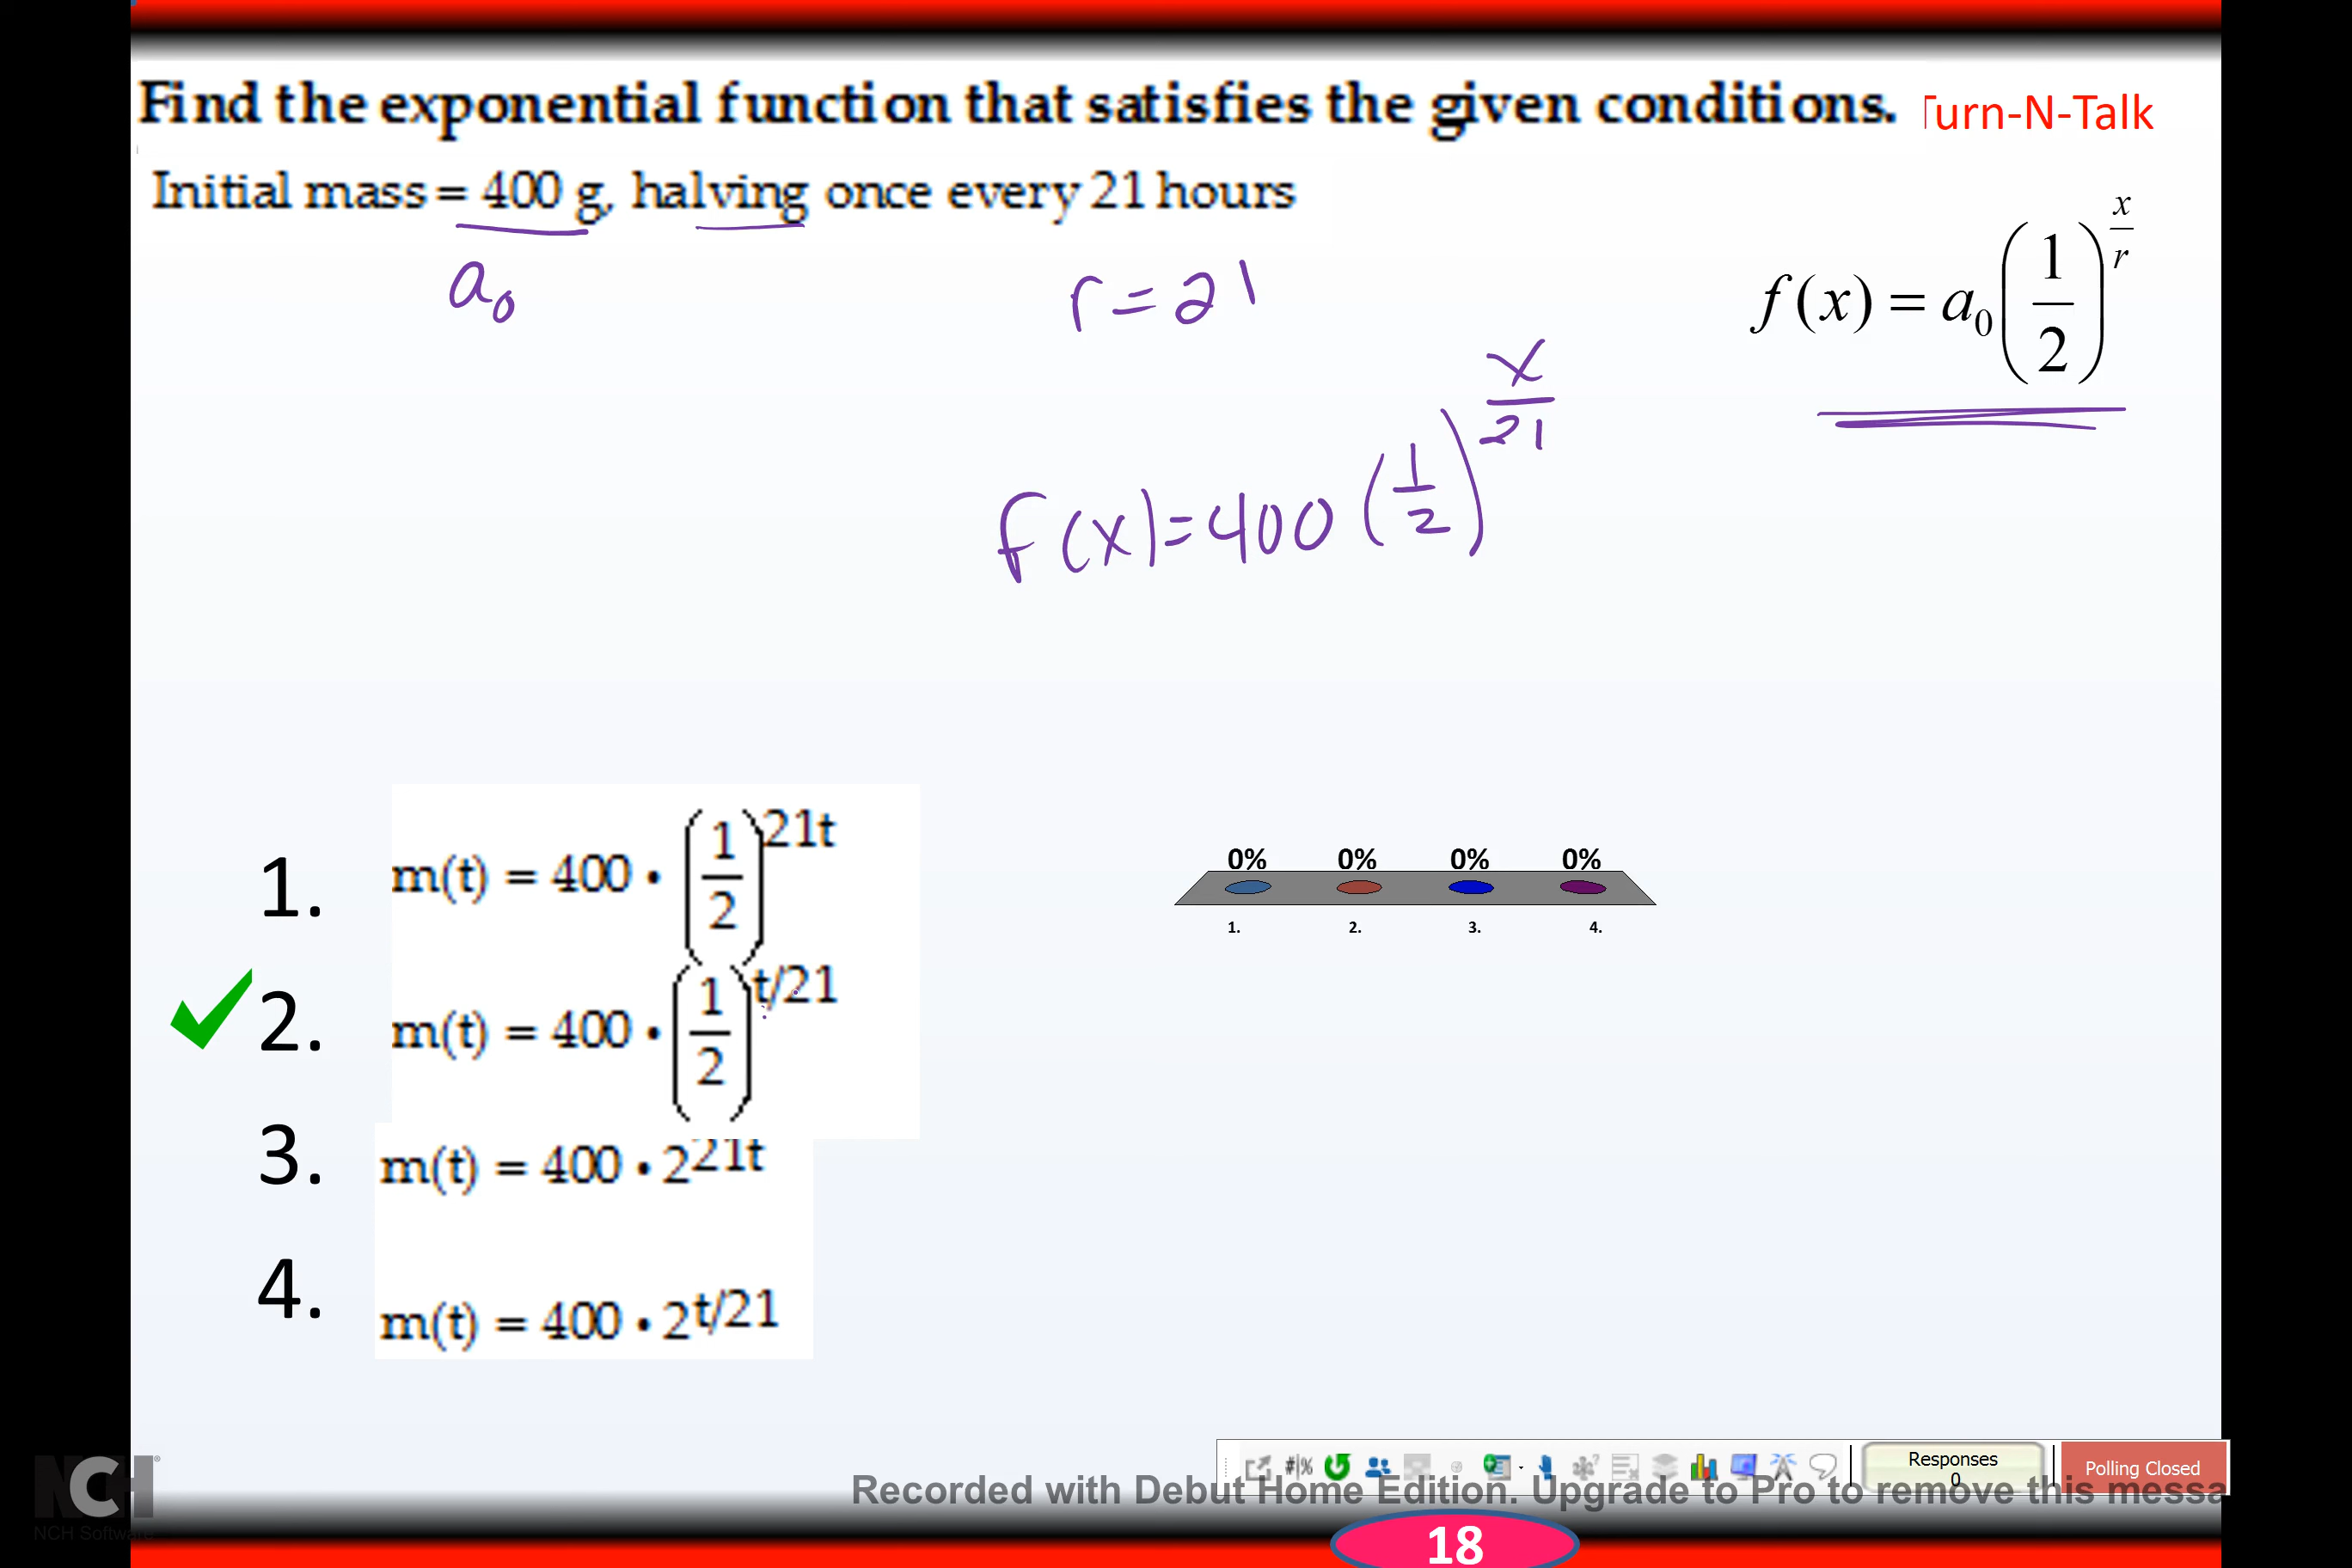 Find the exponential function that satisfies the given conditions. Turn-N-Talk
Initial mass = 400 g, halving once every 21 hours
a₀
r = 21
f(x) = a₀(1/2)^(x/r)
f(x) = 400 (1/2)^(x/21)
1. m(t) = 400 • (1/2)^21t
2. m(t) = 400 • (1/2)^t/21
3. m(t) = 400 • 2^21t
4. m(t) = 400 • 2^t/21
0% 0% 0% 0%
1. 2. 3. 4.
#|%
Responses
0
Polling Closed
Recorded with Debut Home Edition. Upgrade to Pro to remove this messa
NCH
NCH Software
18